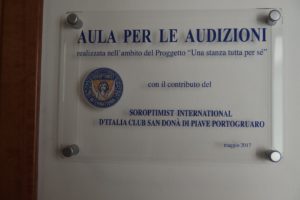 AULA PER LE AUDIZIONI
realizzata nell'ambito del Proggetto "Una stanza tutta per sé"
con il contributo del
SOROPTIMIST INTERNATIONAL
D'ITALIA CLUB SAN DONÀ DI PIAVE PORTOGRUARO
maggio 2017